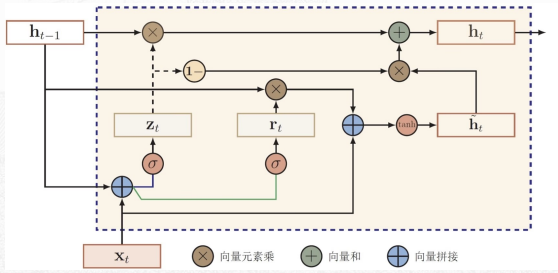 h_{t−1} × + h_t
1− ×
×
z_t r_t tanh h̃_t
σ σ
x_t × 向量元素乘 + 向量和 向量拼接